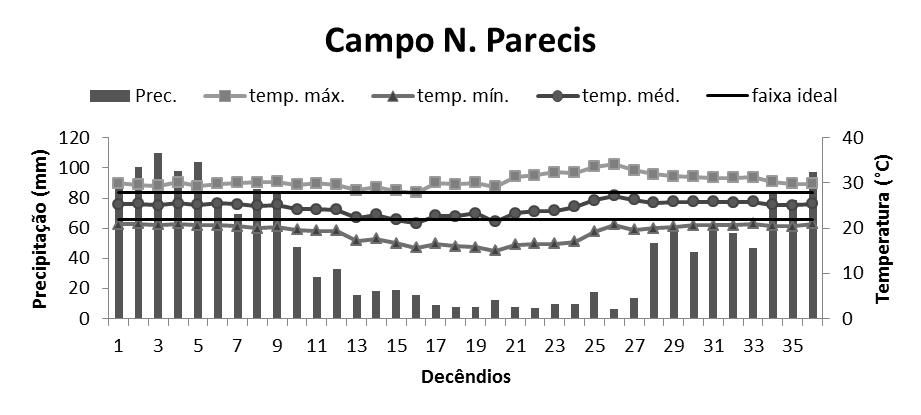 Campo N. Parecis
Prec. temp. máx. temp. mín. temp. méd. faixa ideal
Precipitação (mm)
120
100
80
60
40
20
0
40
30
20
10
0
Temperatura (°C)
1 3 5 7 9 11 13 15 17 19 21 23 25 27 29 31 33 35
Decêndios